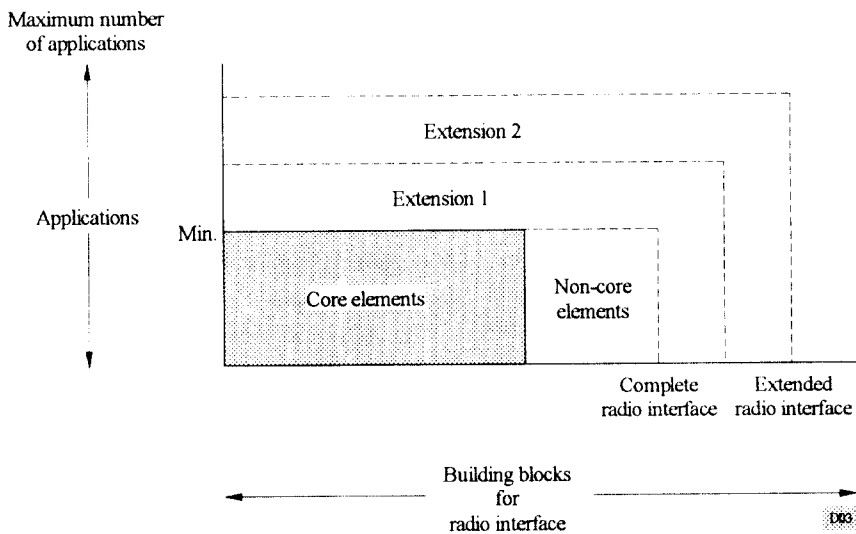 Maximum number
of applications
Extension 2
Extension 1
Applications
Min.
Core elements
Non-core
elements
Complete
radio interface
Extended
radio interface
Building blocks
for
radio interface
D03